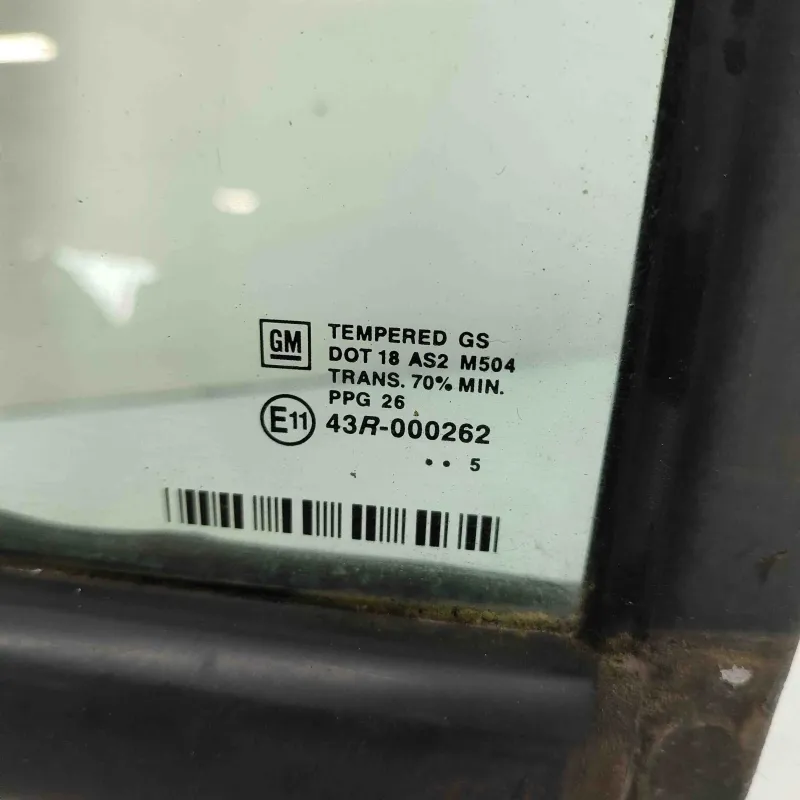 GM
TEMPERED GS
DOT 18 AS2 M504
TRANS. 70% MIN.
PPG 26
E11 43R-000262
•• 5